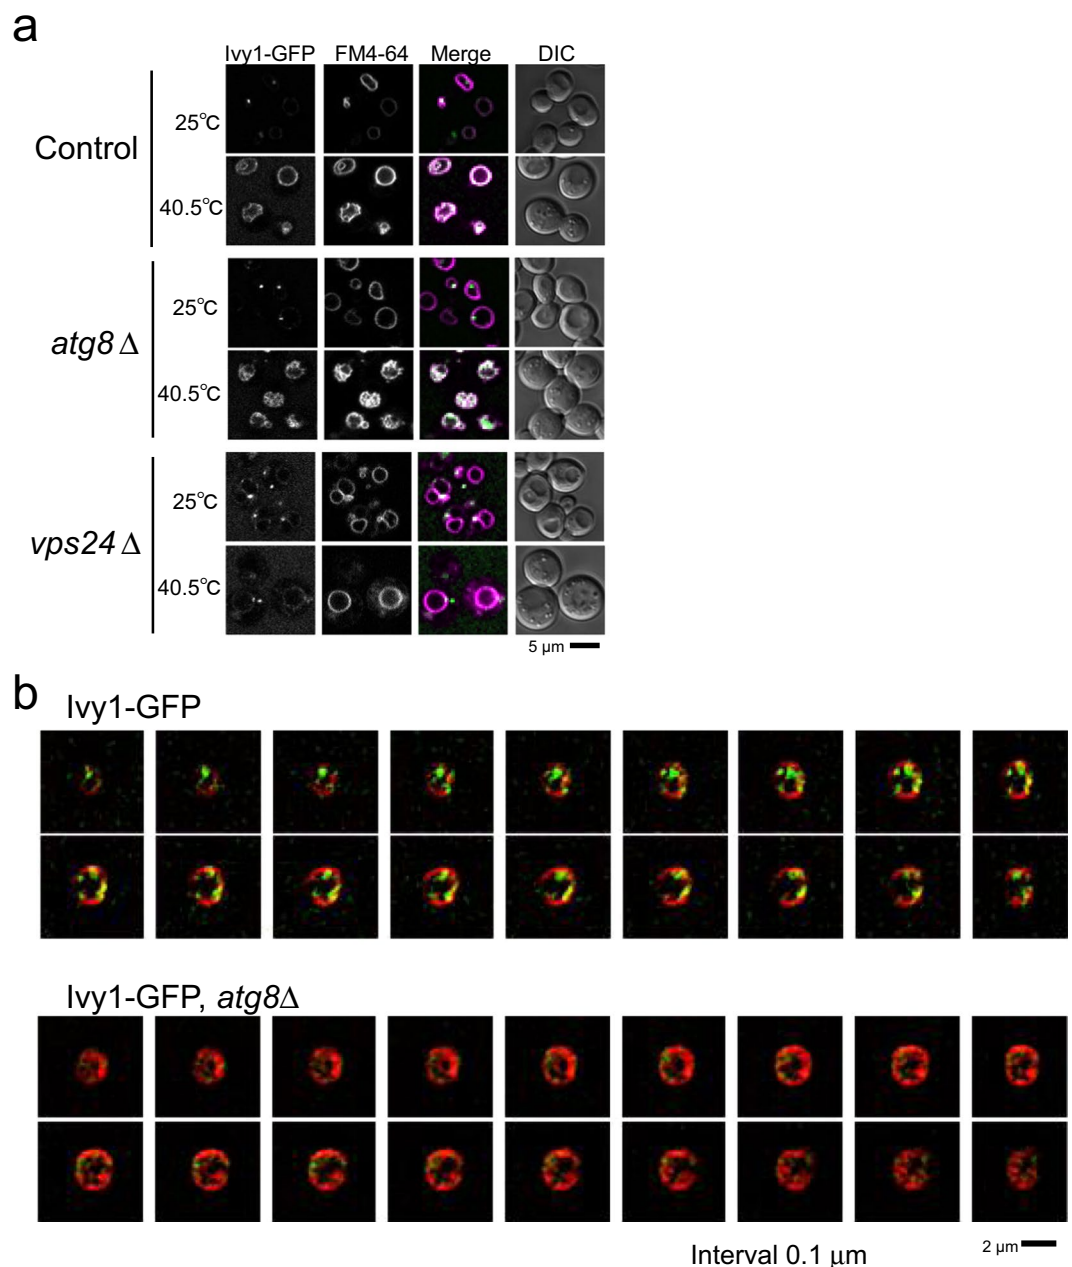 a
Ivy1-GFP FM4-64 Merge DIC
Control
25℃
40.5℃
atg8Δ
25℃
40.5℃
vps24Δ
25℃
40.5℃
5 µm
b
Ivy1-GFP
Ivy1-GFP, atg8Δ
Interval 0.1 µm
2 µm